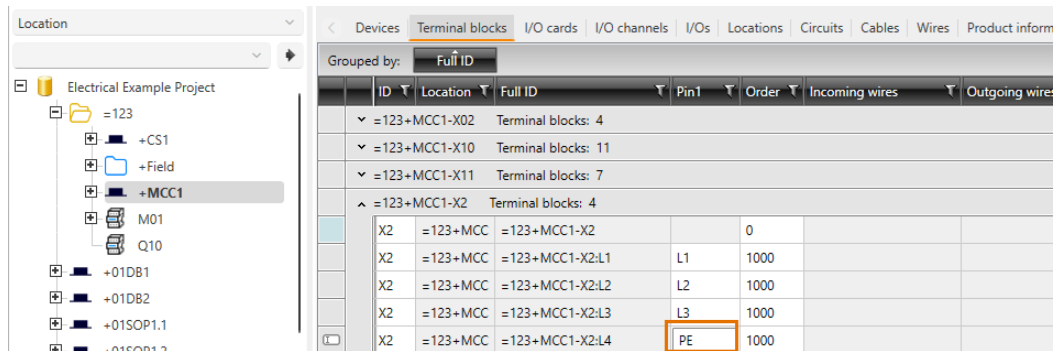 Location
Electrical Example Project
=123
+CS1
+Field
+MCC1
M01
Q10
+01DB1
+01DB2
+01SOP1.1
Devices Terminal blocks I/O cards I/O channels I/Os Locations Circuits Cables Wires Product inform
Grouped by: Full ID
ID Location Full ID Pin1 Order Incoming wires Outgoing wires
=123+MCC1-X02 Terminal blocks: 4
=123+MCC1-X10 Terminal blocks: 11
=123+MCC1-X11 Terminal blocks: 7
=123+MCC1-X2 Terminal blocks: 4
X2 =123+MCC =123+MCC1-X2 0
X2 =123+MCC =123+MCC1-X2:L1 L1 1000
X2 =123+MCC =123+MCC1-X2:L2 L2 1000
X2 =123+MCC =123+MCC1-X2:L3 L3 1000
X2 =123+MCC =123+MCC1-X2:L4 PE 1000